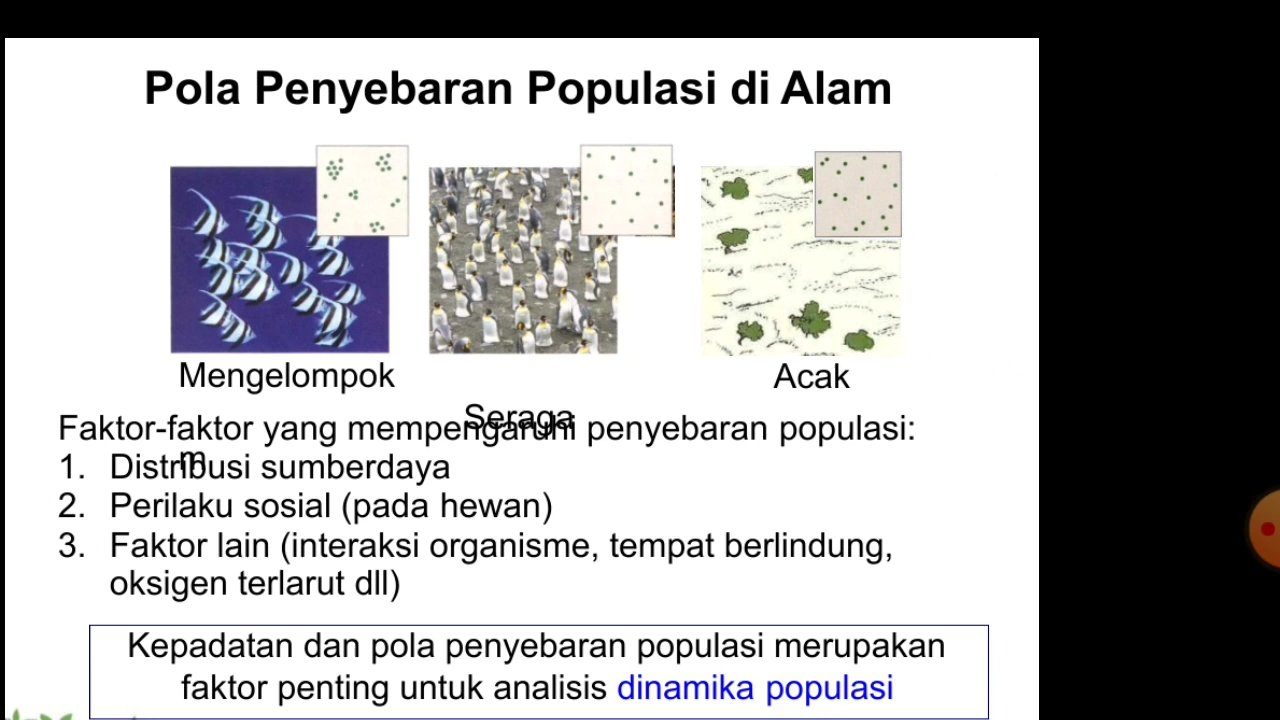 Pola Penyebaran Populasi di Alam
Mengelompok
Seragam
Acak
Faktor-faktor yang mempengaruhi penyebaran populasi:
1. Distribusi sumberdaya
2. Perilaku sosial (pada hewan)
3. Faktor lain (interaksi organisme, tempat berlindung,
oksigen terlarut dll)
Kepadatan dan pola penyebaran populasi merupakan
faktor penting untuk analisis dinamika populasi